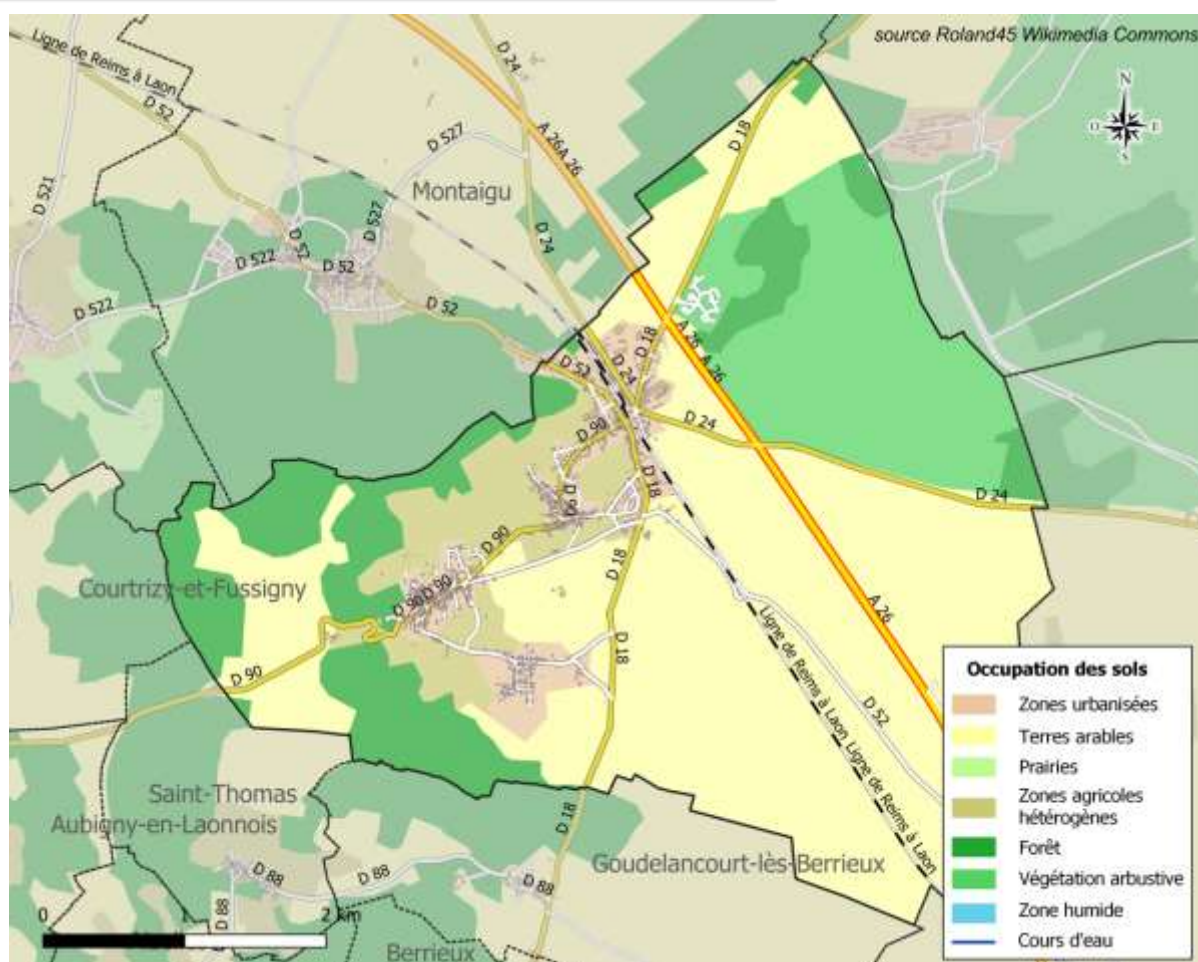 source Roland45 Wikimedia Commons
Ligne de Reims à Laon
D 24
N
O
E
S
D 52
D 18
A 26
A 26
D 527
D 521
Montaigu
D 527
D 24
D 52
D 522
D 52
D 522
D 52
D 18
A 26
A 26
D 24
D 52
D 24
D 90
D 90
D 18
D 24
D 90
D 18
Courtrizy-et-Fussigny
D 90
D 90
A 26
D 90
D 18
Ligne de Reims à Laon
D 52
Ligne de Reims à Laon
Saint-Thomas
Aubigny-en-Laonnois
D 18
Goudelancourt-lès-Berrieux
D 88
D 88
D 88
D 88
Berrieux
0
1
2 km
Occupation des sols
Zones urbanisées
Terres arables
Prairies
Zones agricoles
hétérogènes
Forêt
Végétation arbustive
Zone humide
Cours d'eau